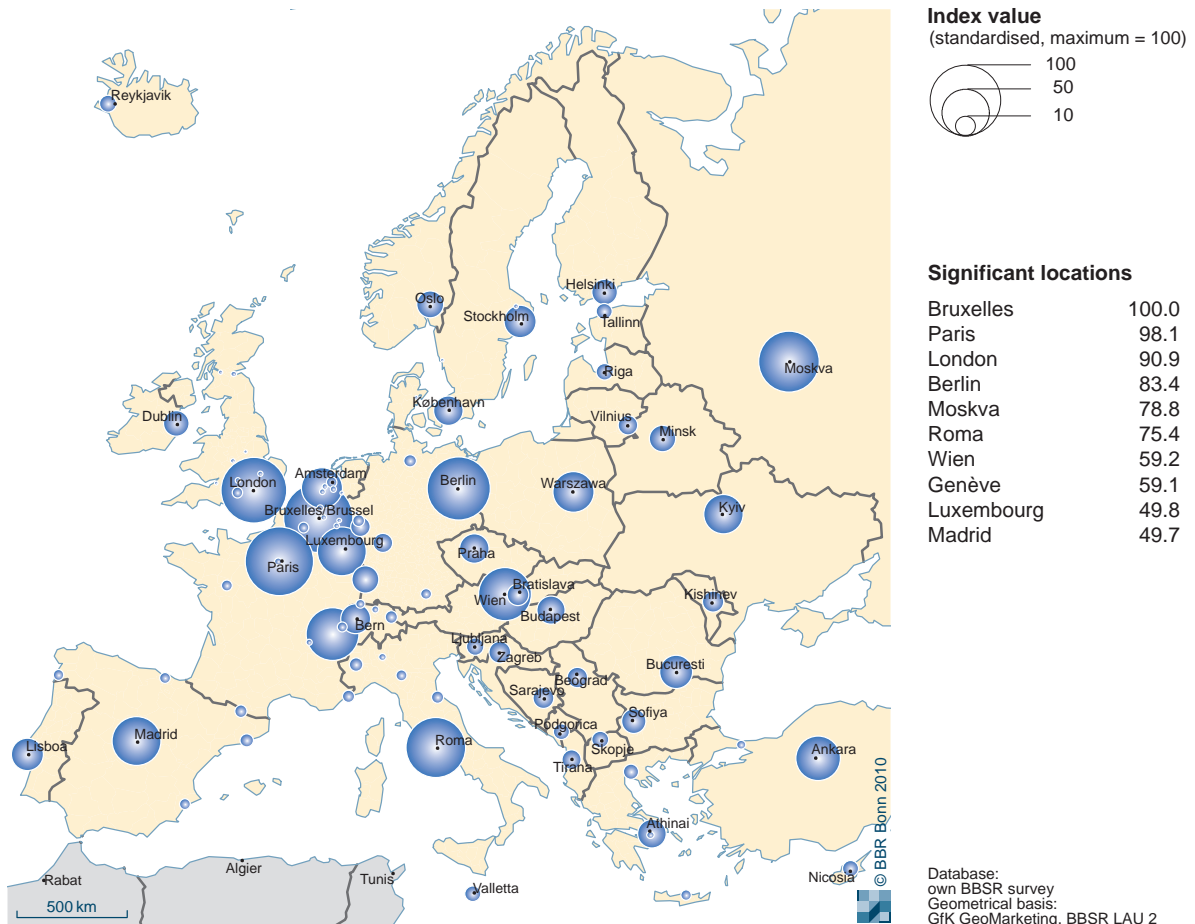 Index value
(standardised, maximum = 100)
100
50
10
Reykjavik
Helsinki
Oslo
Stockholm
Tallinn
Moskva
Riga
København
Dublin
Vilnius
Minsk
London
Amsterdam
Berlin
Warszawa
Bruxelles/Brussel
Kyiv
Luxembourg
Praha
Paris
Bratislava
Wien
Kishinev
Budapest
Bern
Ljubljana
Zagreb
Bucuresti
Beograd
Sarajevo
Sofiya
Podgorica
Madrid
Roma
Lisboa
Skopje
Ankara
Tirana
Athinai
Algier
Rabat
Tunis
Valletta
Nicosia
500 km
© BBR Bonn 2010
Significant locations
Bruxelles 100.0
Paris 98.1
London 90.9
Berlin 83.4
Moskva 78.8
Roma 75.4
Wien 59.2
Genève 59.1
Luxembourg 49.8
Madrid 49.7
Database:
own BBSR survey
Geometrical basis:
GfK GeoMarketing, BBSR LAU 2